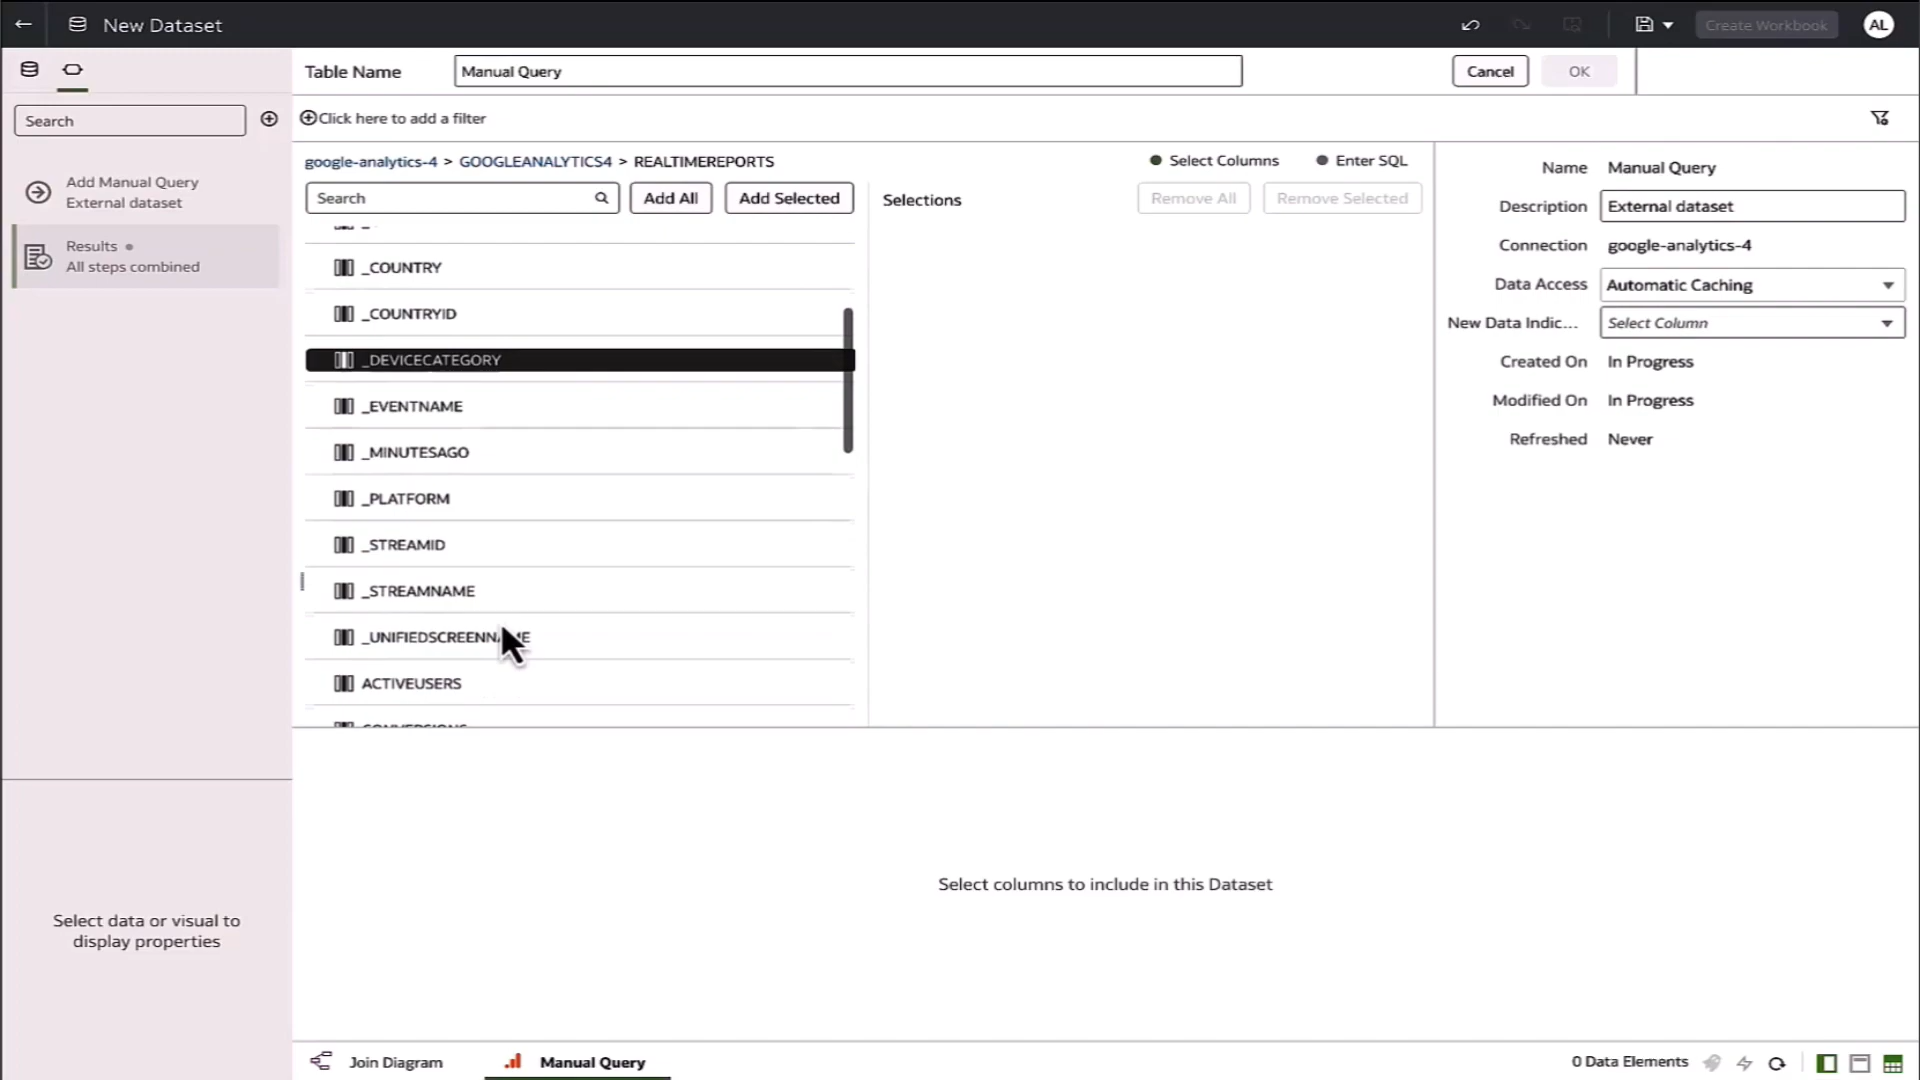 New Dataset
Create Workbook
AL
Table Name
Manual Query
Cancel
OK
Search
Click here to add a filter
Add Manual Query
External dataset
Results
All steps combined
google-analytics-4 > GOOGLEANALYTICS4 > REALTIMEREPORTS
Select Columns
Enter SQL
Search
Add All
Add Selected
Selections
Remove All
Remove Selected
_COUNTRY
_COUNTRYID
_DEVICECATEGORY
_EVENTNAME
_MINUTESAGO
_PLATFORM
_STREAMID
_STREAMNAME
_UNIFIEDSCREENNAME
ACTIVEUSERS
CONVERSIONS
Name Manual Query
Description External dataset
Connection google-analytics-4
Data Access Automatic Caching
New Data Indic... Select Column
Created On In Progress
Modified On In Progress
Refreshed Never
Select data or visual to
display properties
Select columns to include in this Dataset
Join Diagram
Manual Query
0 Data Elements